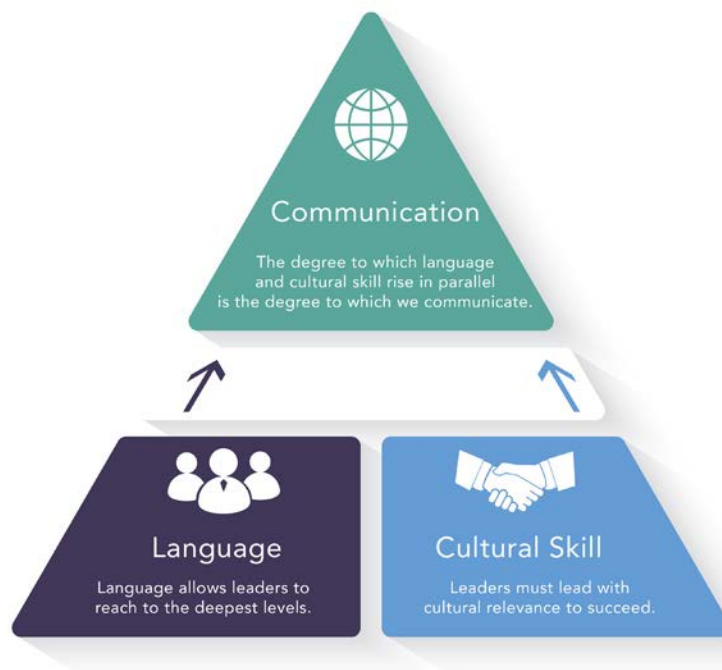 Communication
The degree to which language
and cultural skill rise in parallel
is the degree to which we communicate.
Language
Language allows leaders to
reach to the deepest levels.
Cultural Skill
Leaders must lead with
cultural relevance to succeed.